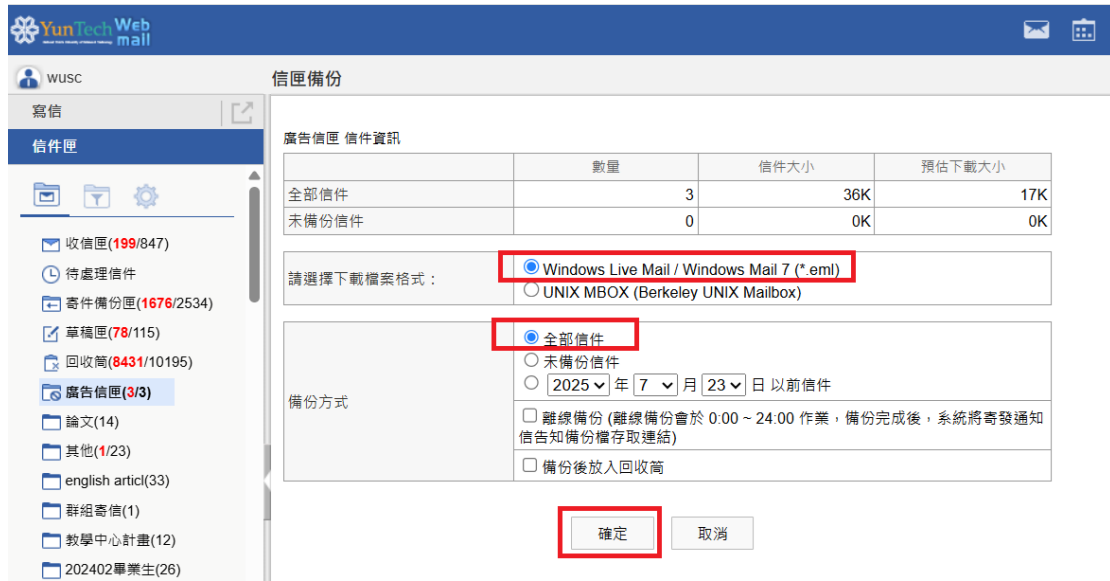 YunTech Web mail
wusc
信匣備份
寫信
信件匣
收信匣(199/847)
待處理信件
寄件備份匣(1676/2534)
草稿匣(78/115)
回收筒(8431/10195)
廣告信匣(3/3)
論文(14)
其他(1/23)
english articl(33)
群組寄信(1)
教學中心計畫(12)
202402畢業生(26)
廣告信匣 信件資訊
數量 信件大小 預估下載大小
全部信件 3 36K 17K
未備份信件 0 0K 0K
請選擇下載檔案格式：
Windows Live Mail / Windows Mail 7 (*.eml)
UNIX MBOX (Berkeley UNIX Mailbox)
備份方式
全部信件
未備份信件
2025 年 7 月 23 日 以前信件
離線備份 (離線備份會於 0:00 ~ 24:00 作業，備份完成後，系統將寄發通知
信告知備份檔存取連結)
備份後放入回收筒
確定 取消